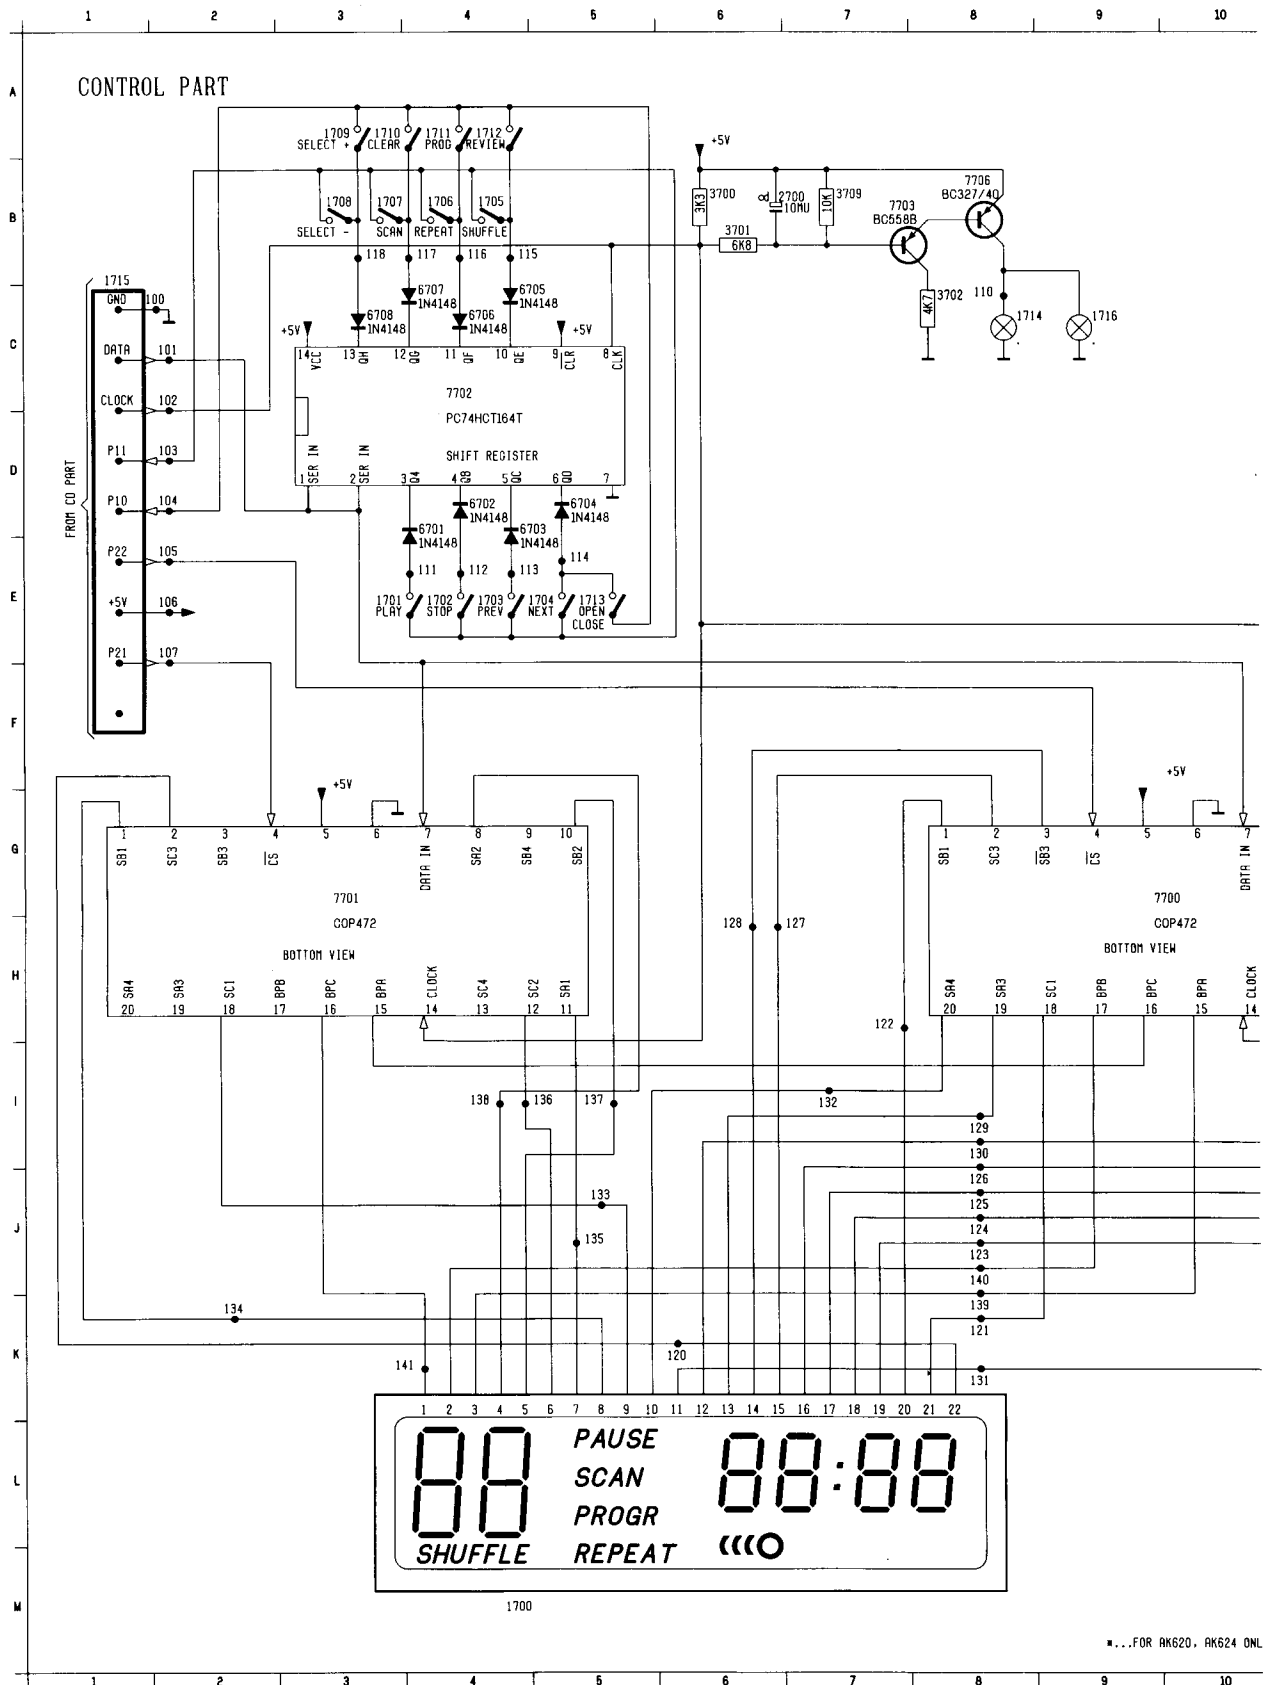 1 2 3 4 5 6 7 8 9 10
A
CONTROL PART
1709 1710 1711 1712
SELECT + CLEAR PROG REVIEW
+5V
7706
BC327/40
B
1708 1707 1706 1705
SELECT - SCAN REPEAT SHUFFLE
3K3 3700
2700
10MU
10K 3709
7703
BC558B
3701
6K8
118 117 116 115
1715
GND 100
6707
1N4148
6705
1N4148
6708
1N4148
6706
1N4148
4K7 3702
110
1714 1716
C
DATA 101
+5V +5V
14 13 12 11 10 9 8
VCC QH QG QF QE CLR CLK
7702
PC74HCT164T
SHIFT REGISTER
CLOCK 102
D
P11 103
SER IN SER IN QA QB QC QD
1 2 3 4 5 6 7
FROM CD PART
P10 104
6702
1N4148
6704
1N4148
6701
1N4148
6703
1N4148
P22 105
111 112 113 114
E
+5V 106
1701 1702 1703 1704 1713
PLAY STOP PREV NEXT OPEN
CLOSE
P21 107
F
+5V +5V
G
1 2 3 4 5 6 7 8 9 10
SB1 SC3 SB3 CS DATA IN SA2 SB4 SB2
7701
COP472
BOTTOM VIEW
1 2 3 4 5 6 7
SB1 SC3 SB3 CS DATA IN
7700
COP472
BOTTOM VIEW
128 127
H
SA4 SA3 SC1 BPB BPC BPA CLOCK SC4 SC2 SA1
20 19 18 17 16 15 14 13 12 11
SA4 SA3 SC1 BPB BPC BPA CLOCK
20 19 18 17 16 15 14
122
I
138 136 137 132
129
130
126
133
125
J
135
124
123
140
139
134
121
K
141
120
131
1 2 3 4 5 6 7 8 9 10 11 12 13 14 15 16 17 18 19 20 21 22
L
88 PAUSE 88:88
SCAN
PROGR
SHUFFLE REPEAT
M
1700
*...FOR AK620, AK624 ONL
1 2 3 4 5 6 7 8 9 10